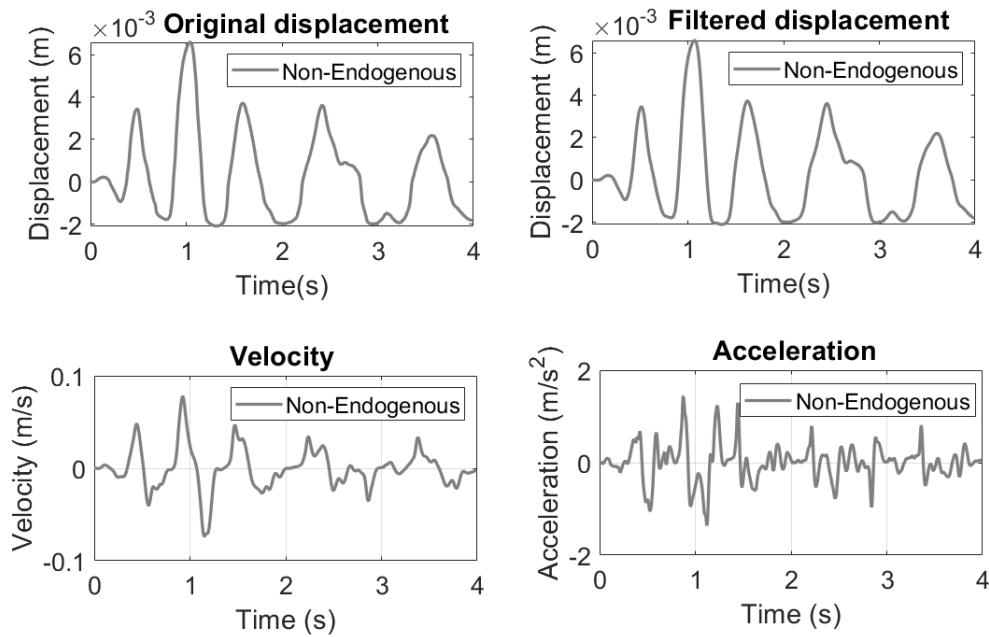 ×10⁻³ Original displacement
Displacement (m)
6
4
2
0
-2
Non-Endogenous
0 1 2 3 4
Time(s)
×10⁻³ Filtered displacement
Displacement (m)
6
4
2
0
-2
Non-Endogenous
0 1 2 3 4
Time(s)
Velocity
Velocity (m/s)
0.1
0
-0.1
Non-Endogenous
0 1 2 3 4
Time (s)
Acceleration
Acceleration (m/s²)
2
0
-2
Non-Endogenous
0 1 2 3 4
Time (s)